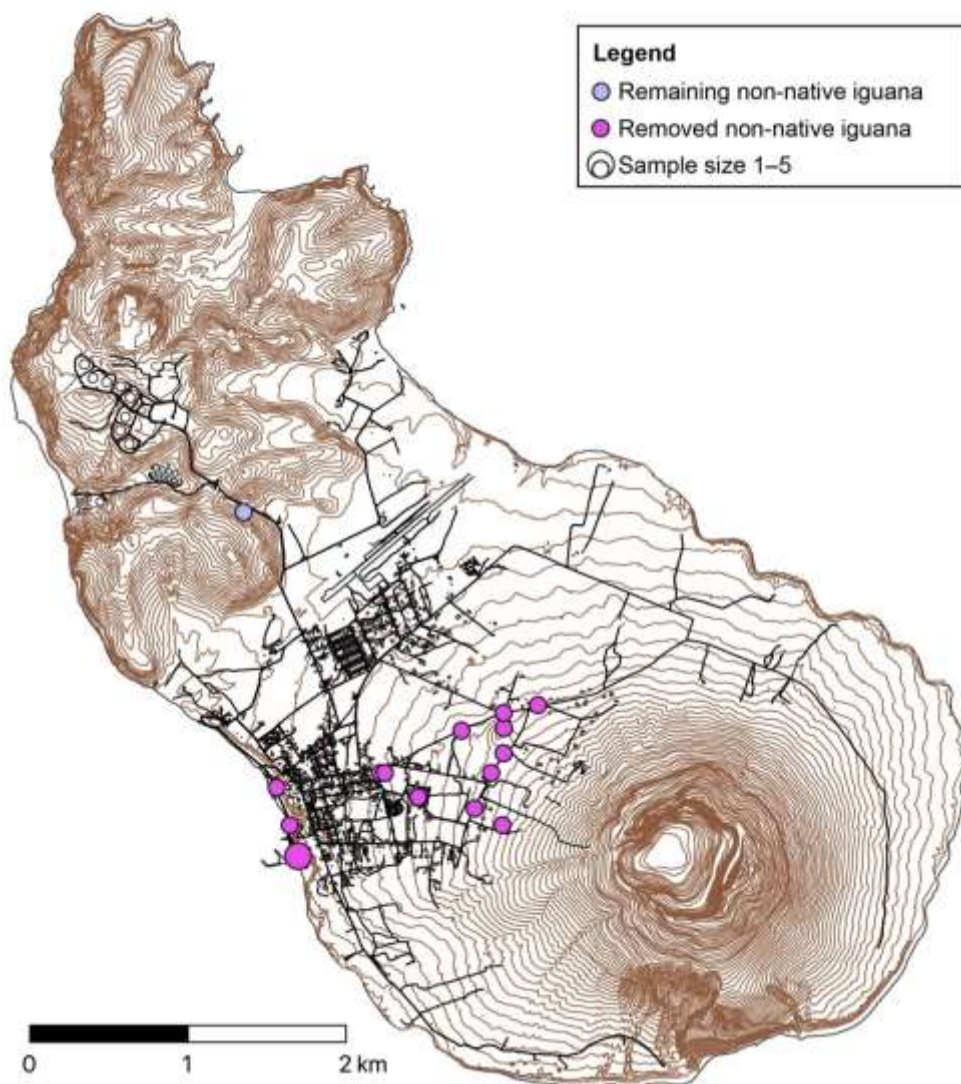 Legend
Remaining non-native iguana
Removed non-native iguana
Sample size 1–5
0 1 2 km